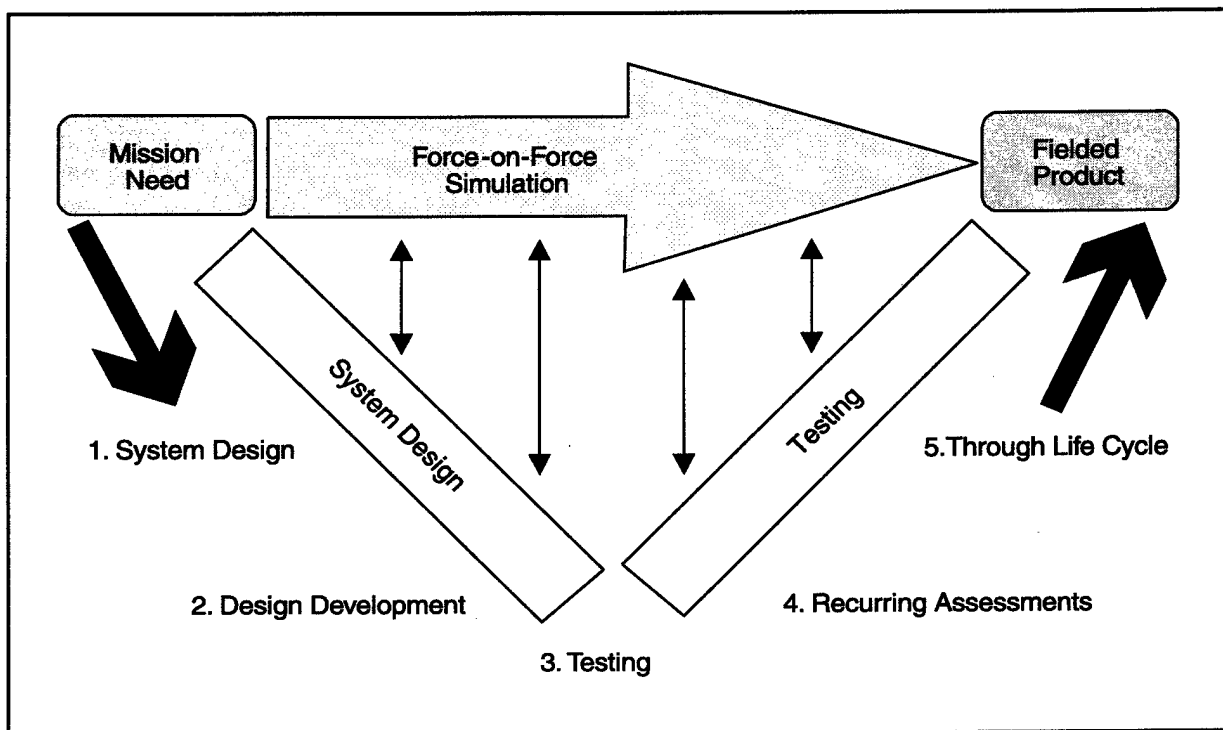 Mission
Need
Force-on-Force
Simulation
Fielded
Product
System Design
Testing
1. System Design
5.Through Life Cycle
2. Design Development
4. Recurring Assessments
3. Testing